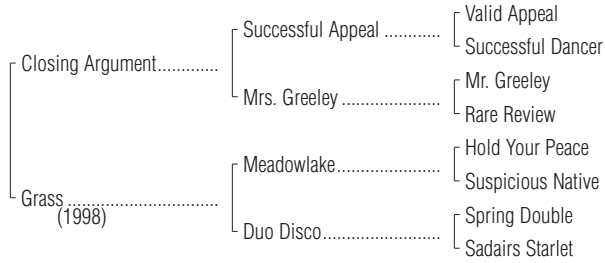 Valid Appeal
Successful Appeal ............
Successful Dancer
Closing Argument.............
Mr. Greeley
Mrs. Greeley .....................
Rare Review
Hold Your Peace
Meadowlake......................
Suspicious Native
Grass ................................
(1998)
Spring Double
Duo Disco.........................
Sadairs Starlet